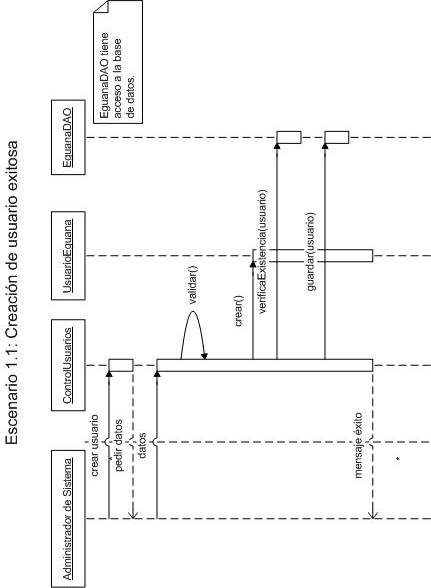 Escenario 1.1: Creación de usuario exitosa
Administrador de Sistema
ControlUsuarios
UsuarioEquana
EguanaDAO
EguanaDAO tiene
acceso a la base
de datos.
crear usuario
*
pedir datos
datos
validar()
crear()
verificaExistencia(usuario)
guardar(usuario)
mensaje éxito
*